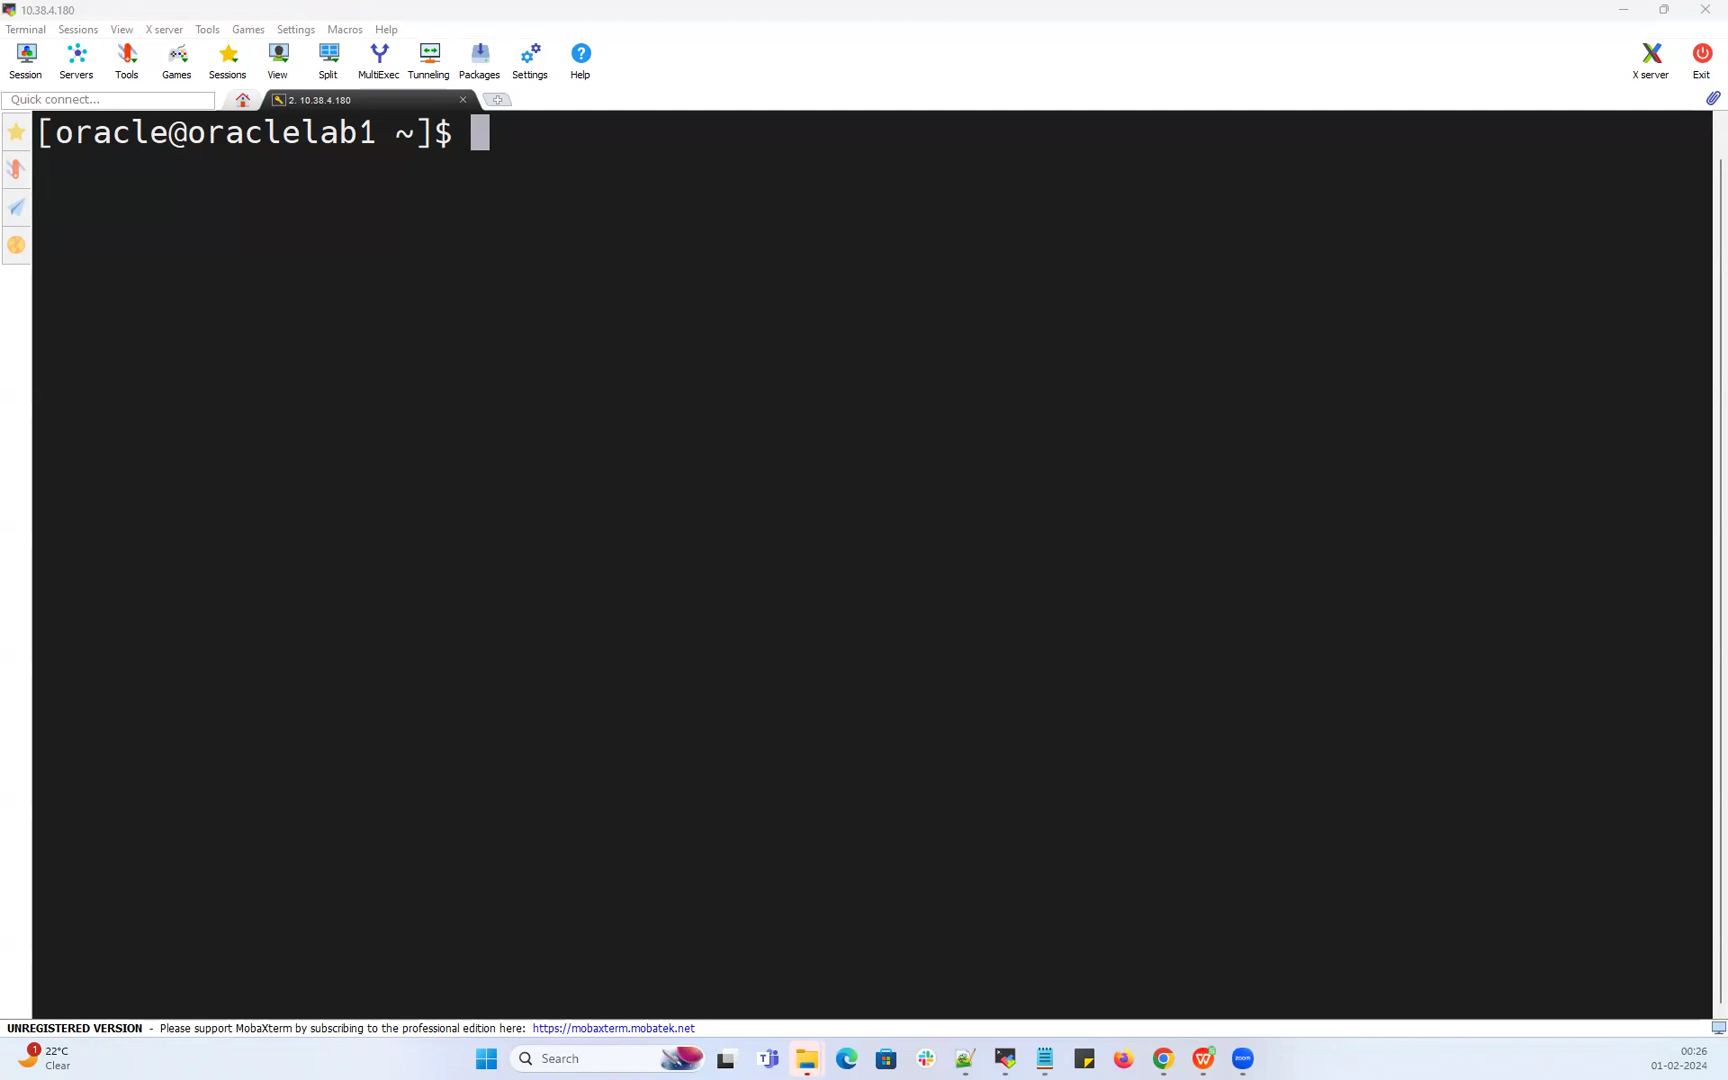 10.38.4.180
Terminal Sessions View X server Tools Games Settings Macros Help
Session Servers Tools Games Sessions View Split MultiExec Tunneling Packages Settings Help X server Exit
Quick connect... 2. 10.38.4.180
[oracle@oraclelab1 ~]$
UNREGISTERED VERSION - Please support MobaXterm by subscribing to the professional edition here: https://mobaxterm.mobatek.net
1 22°C
Clear
Search
zoom
00:26
01-02-2024